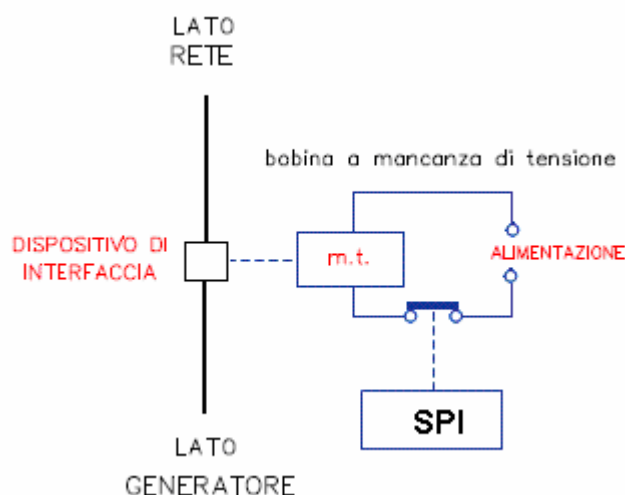 LATO
RETE
bobina a mancanza di tensione
DISPOSITIVO DI
INTERFACCIA
m.t.
ALIMENTAZIONE
SPI
LATO
GENERATORE